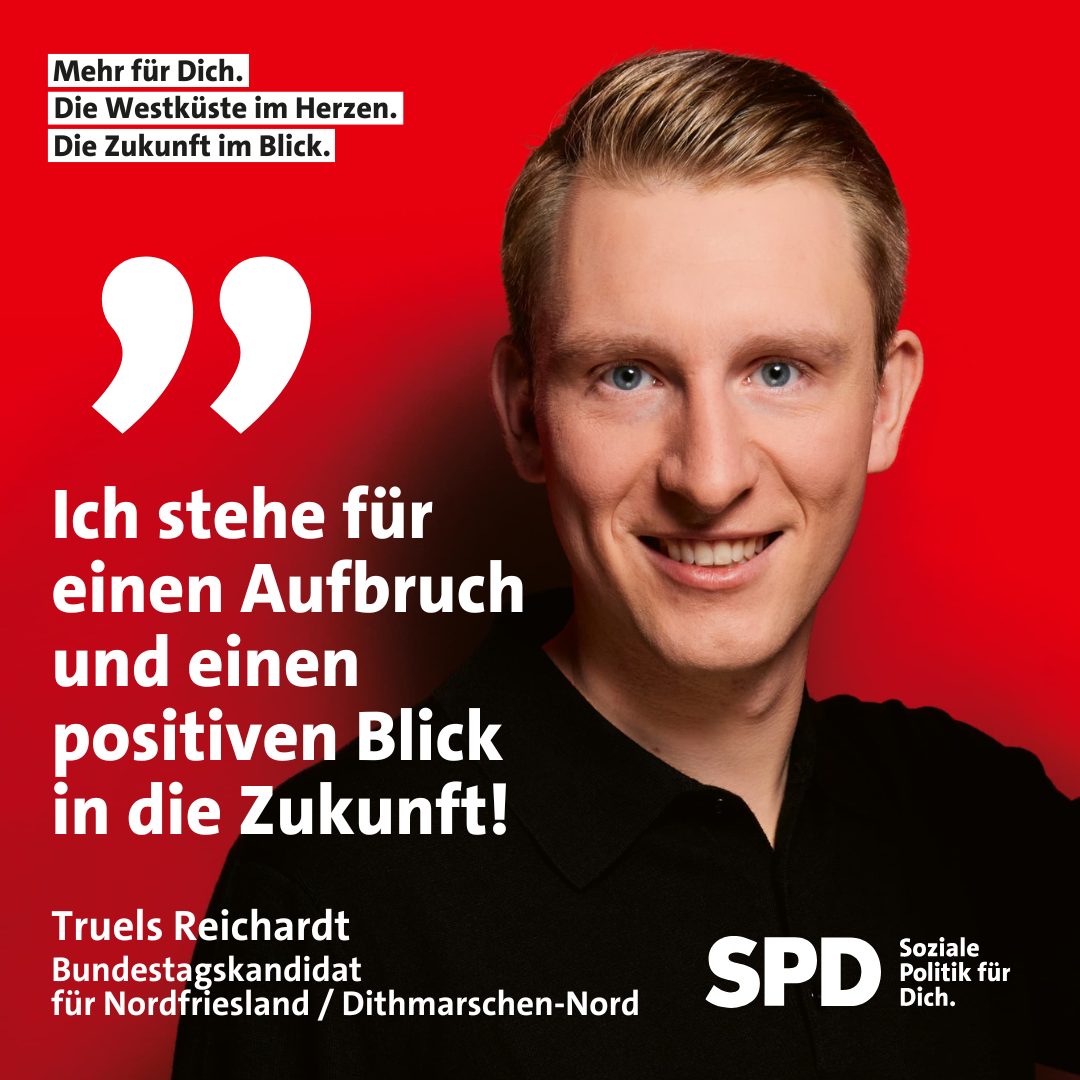 Mehr für Dich.
Die Westküste im Herzen.
Die Zukunft im Blick.
”
Ich stehe für
einen Aufbruch
und einen
positiven Blick
in die Zukunft!
Truels Reichardt
Bundestagskandidat
für Nordfriesland / Dithmarschen-Nord
SPD
Soziale
Politik für
Dich.